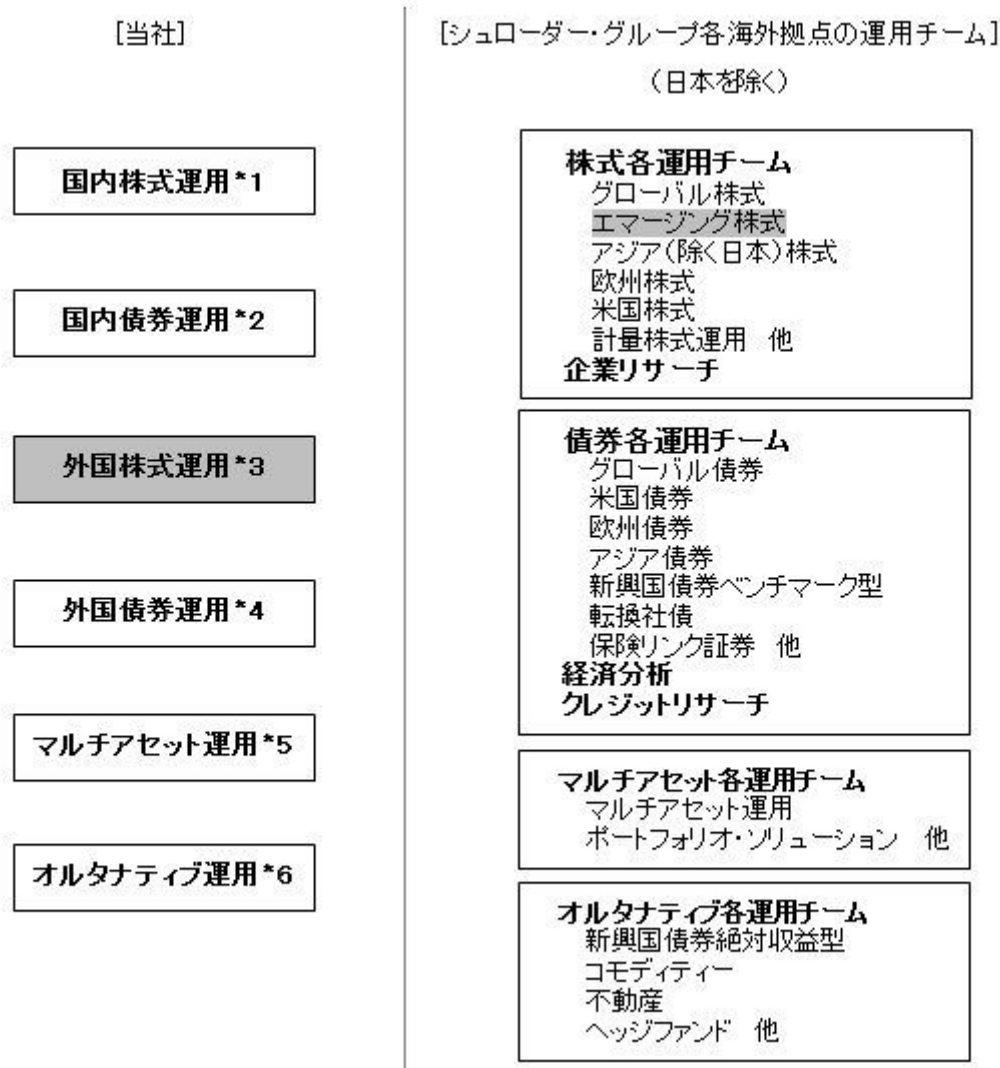 [当社]
国内株式運用*1
国内債券運用*2
外国株式運用*3
外国債券運用*4
マルチアセット運用*5
オルタナティブ運用*6
[シュローダー・グループ各海外拠点の運用チーム]
（日本を除く）
株式各運用チーム
グローバル株式
エマージング株式
アジア（除く日本）株式
欧州株式
米国株式
計量株式運用　他
企業リサーチ
債券各運用チーム
グローバル債券
米国債券
欧州債券
アジア債券
新興国債券ベンチマーク型
転換社債
保険リンク証券　他
経済分析
クレジットリサーチ
マルチアセット各運用チーム
マルチアセット運用
ポートフォリオ・ソリューション　他
オルタナティブ各運用チーム
新興国債券絶対収益型
コモディティー
不動産
ヘッジファンド　他